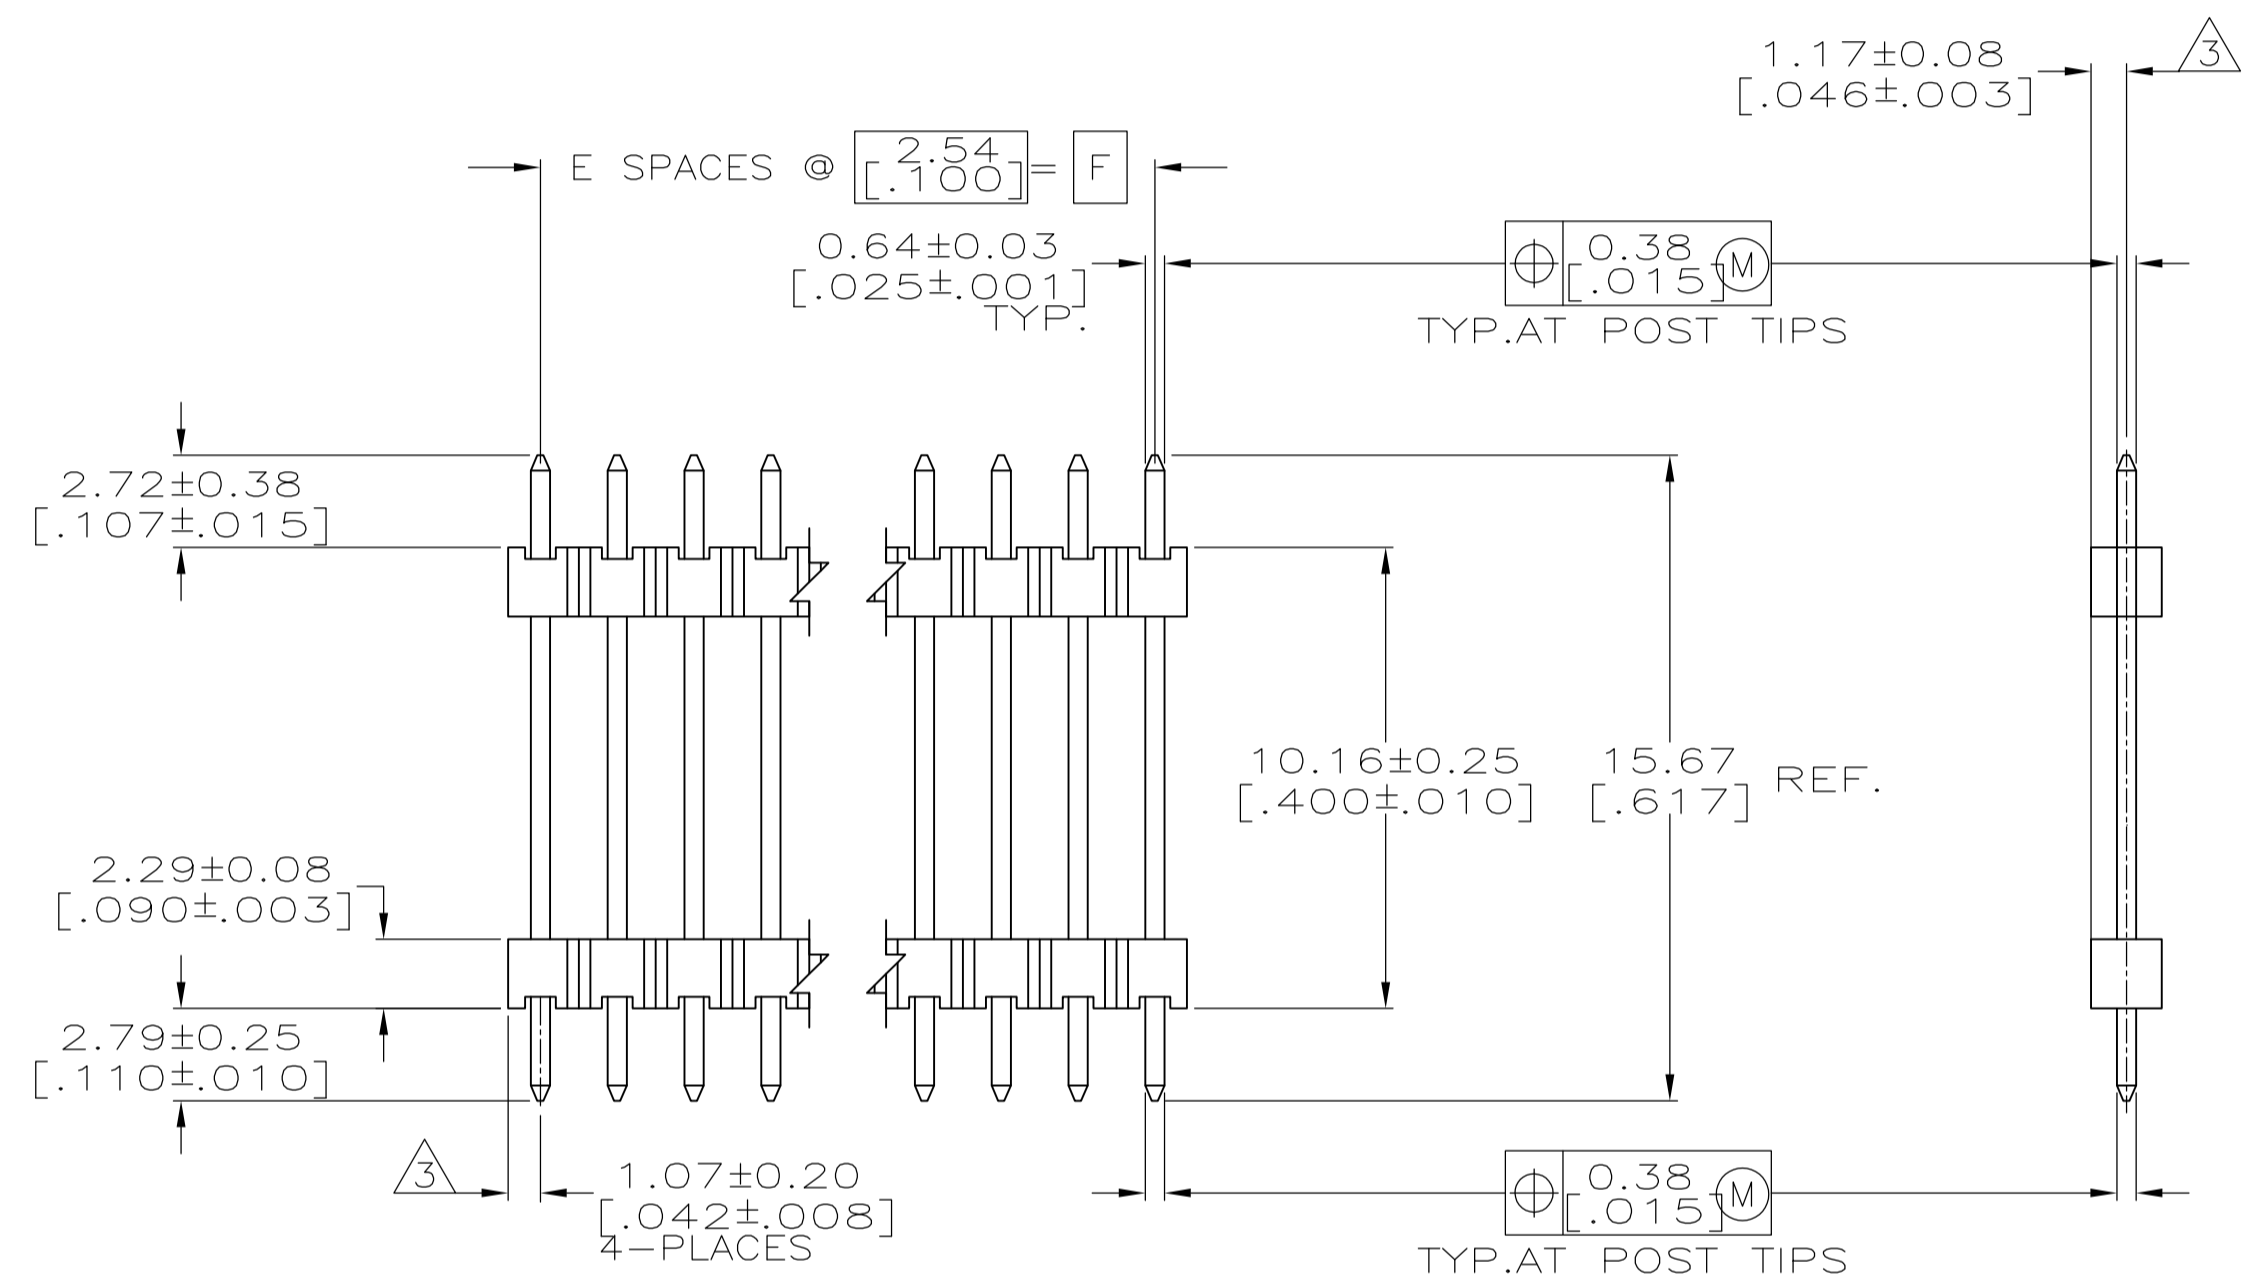 1.17±0.08
[.046±.003]
3
E SPACES @ 2.54 = F
[.100]
0.64±0.03
[.025±.001]
TYP.
0.38
[.015] M
TYP.AT POST TIPS
2.72±0.38
[.107±.015]
10.16±0.25
[.400±.010]
15.67
[.617] REF.
2.29±0.08
[.090±.003]
2.79±0.25
[.110±.010]
3
1.07±0.20
[.042±.008]
4-PLACES
0.38
[.015] M
TYP.AT POST TIPS